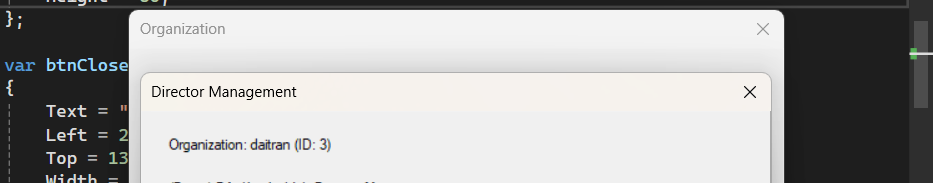 };
Organization
var btnClose
{
Director Management
Text = "
Organization: daitran (ID: 3)
Left = 2
Top = 13
Width =